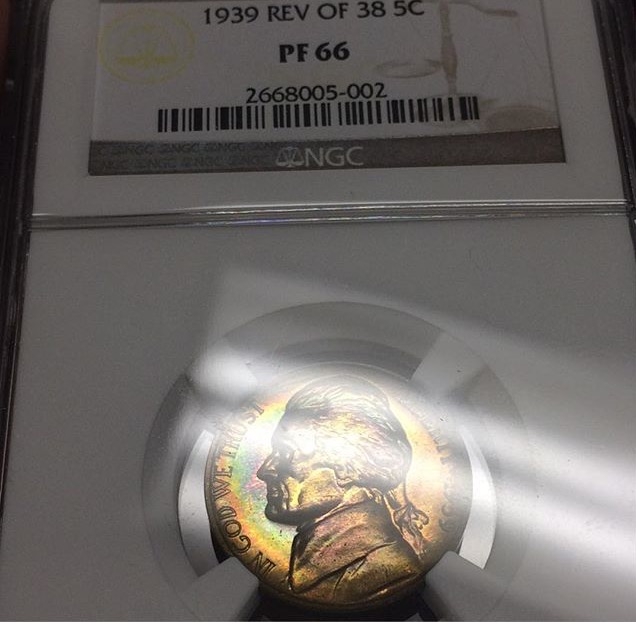 1939 REV OF 38 5C
PF 66
2668005-002
NGC
IN GOD WE TRUST